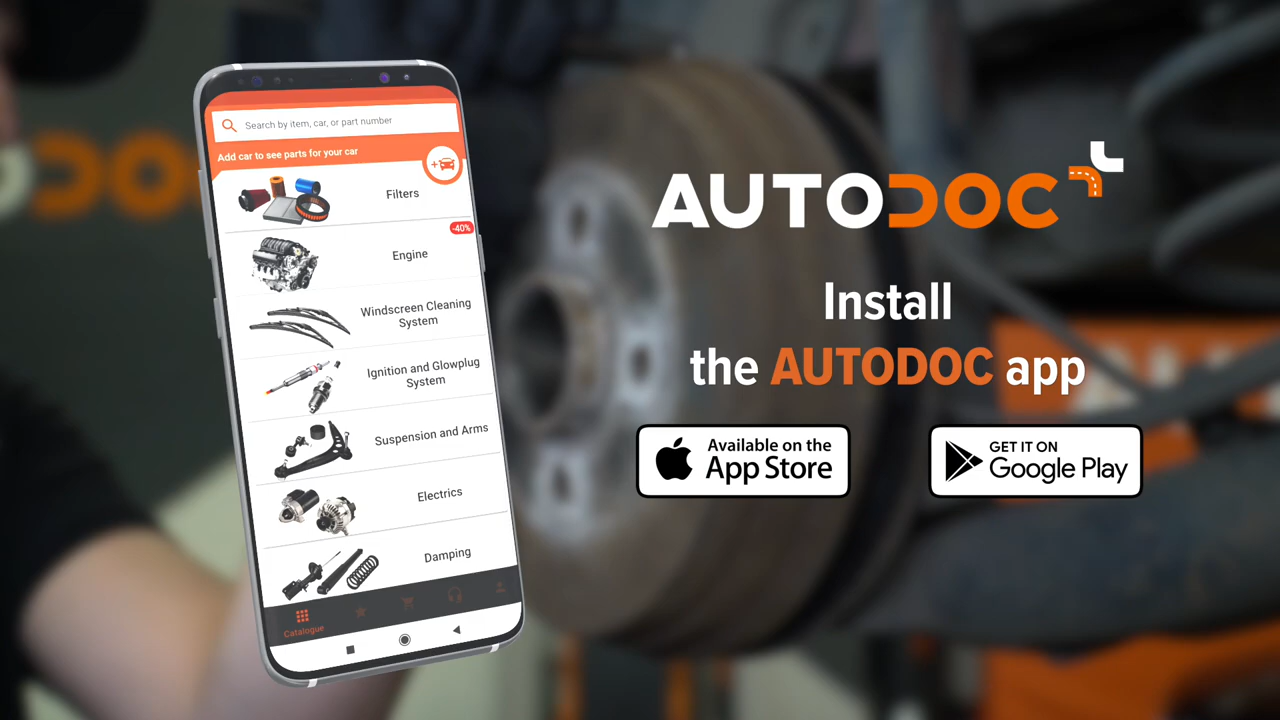 Search by item, car, or part number
Add car to see parts for your car
Filters
-40%
Engine
Windscreen Cleaning
System
Ignition and Glowplug
System
Suspension and Arms
Electrics
Damping
Catalogue
AUTODOC
Install
the AUTODOC app
Available on the
App Store
GET IT ON
Google Play
DOC